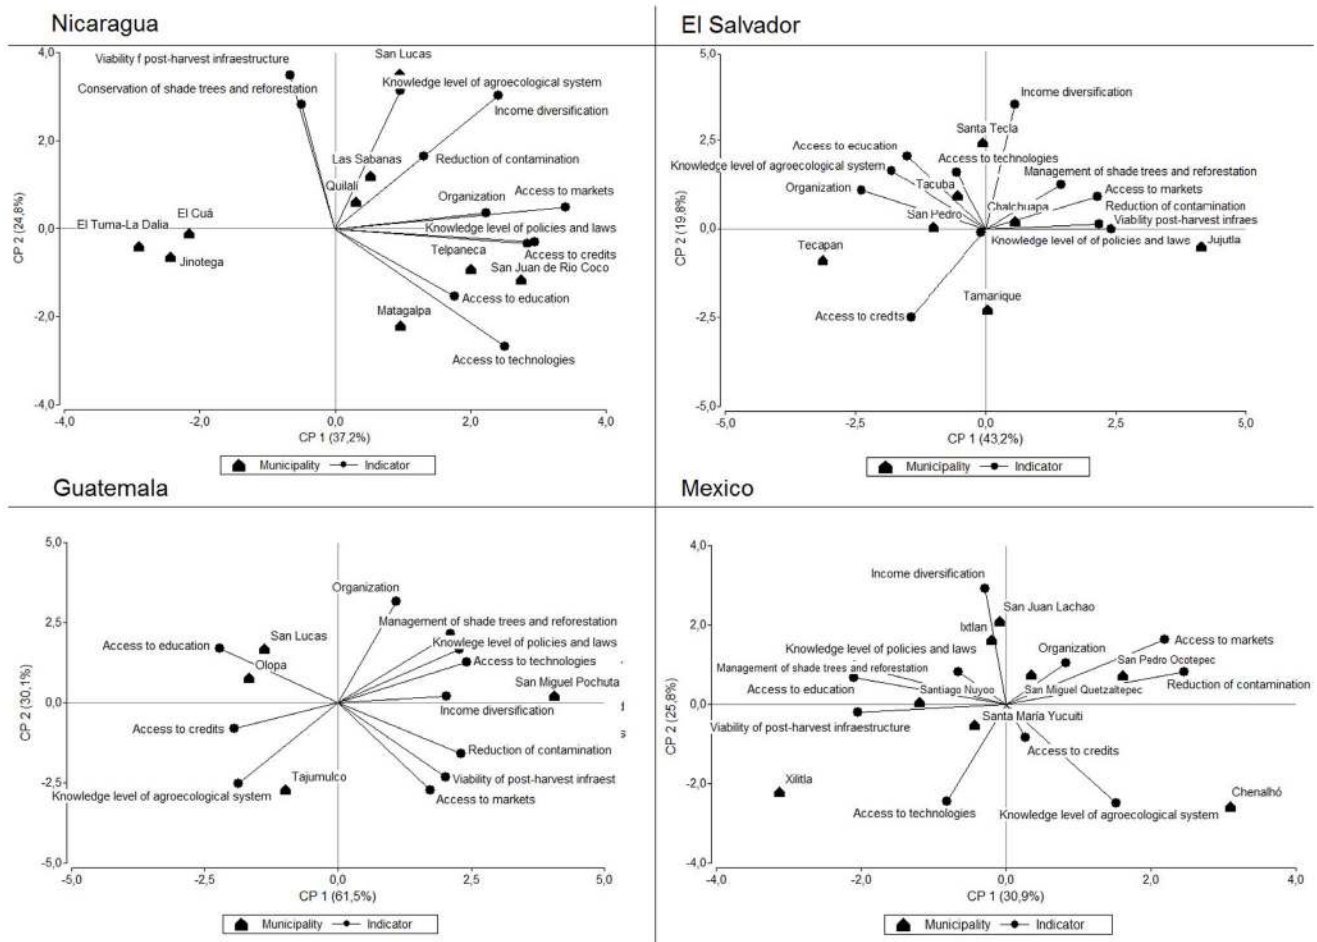 Nicaragua
4,0
Viability f post-harvest infraestructure
San Lucas
Conservation of shade trees and reforestation
Knowledge level of agroecological system
Income diversification
2,0
Las Sabanas
Reduction of contamination
Quilalí
Organization
Access to markets
CP 2 (24,8%)
El Tuma-La Dalia
El Cuá
0,0
Knowledge level of policies and laws
Telpaneca
Access to credits
Jinotega
San Juan de Rio Coco
Access to education
-2,0
Matagalpa
Access to technologies
-4,0
-4,0 -2,0 0,0 2,0 4,0
CP 1 (37,2%)
Municipality Indicator
El Salvador
5,0
Income diversification
2,5
Santa Tecla
Access to education
Access to technologies
Knowledge level of agroecological system
Management of shade trees and reforestation
Organization
Tacuba
Access to markets
Chalchuapa
Reduction of contamination
San Pedro
Viability post-harvest infraes
CP 2 (19,8%)
0,0
Knowledge level of policies and laws
Jujutla
Tecapan
Tamarique
-2,5
Access to credits
-5,0
-5,0 -2,5 0,0 2,5 5,0
CP 1 (43,2%)
Municipality Indicator
Guatemala
5,0
Organization
2,5
Management of shade trees and reforestation
Access to education
San Lucas
Knowlegie level of policies and laws
Access to technologies
Olopa
San Miguel Pochuta
CP 2 (30,1%)
0,0
Income diversification
Access to credits
Reduction of contamination
Tajumulco
Viability of post-harvest infraest
-2,5
Knowledge level of agroecological system
Access to markets
-5,0
-5,0 -2,5 0,0 2,5 5,0
CP 1 (61,5%)
Municipality Indicator
Mexico
4,0
Income diversification
San Juan Lachao
2,0
Ixtlan
Access to markets
Knowledge level of policies and laws
Organization
San Pedro Ocotepec
Management of shade trees and reforestation
Reduction of contamination
Access to education
Santiago Nuyoo
San Miguel Quetzaltepec
CP 2 (25,8%)
0,0
Santa María Yucuiti
Viability of post-harvest infraestructure
Access to credits
-2,0
Xilitla
Chenalhó
Access to technologies
Knowledge level of agroecological system
-4,0
-4,0 -2,0 0,0 2,0 4,0
CP 1 (30,9%)
Municipality Indicator